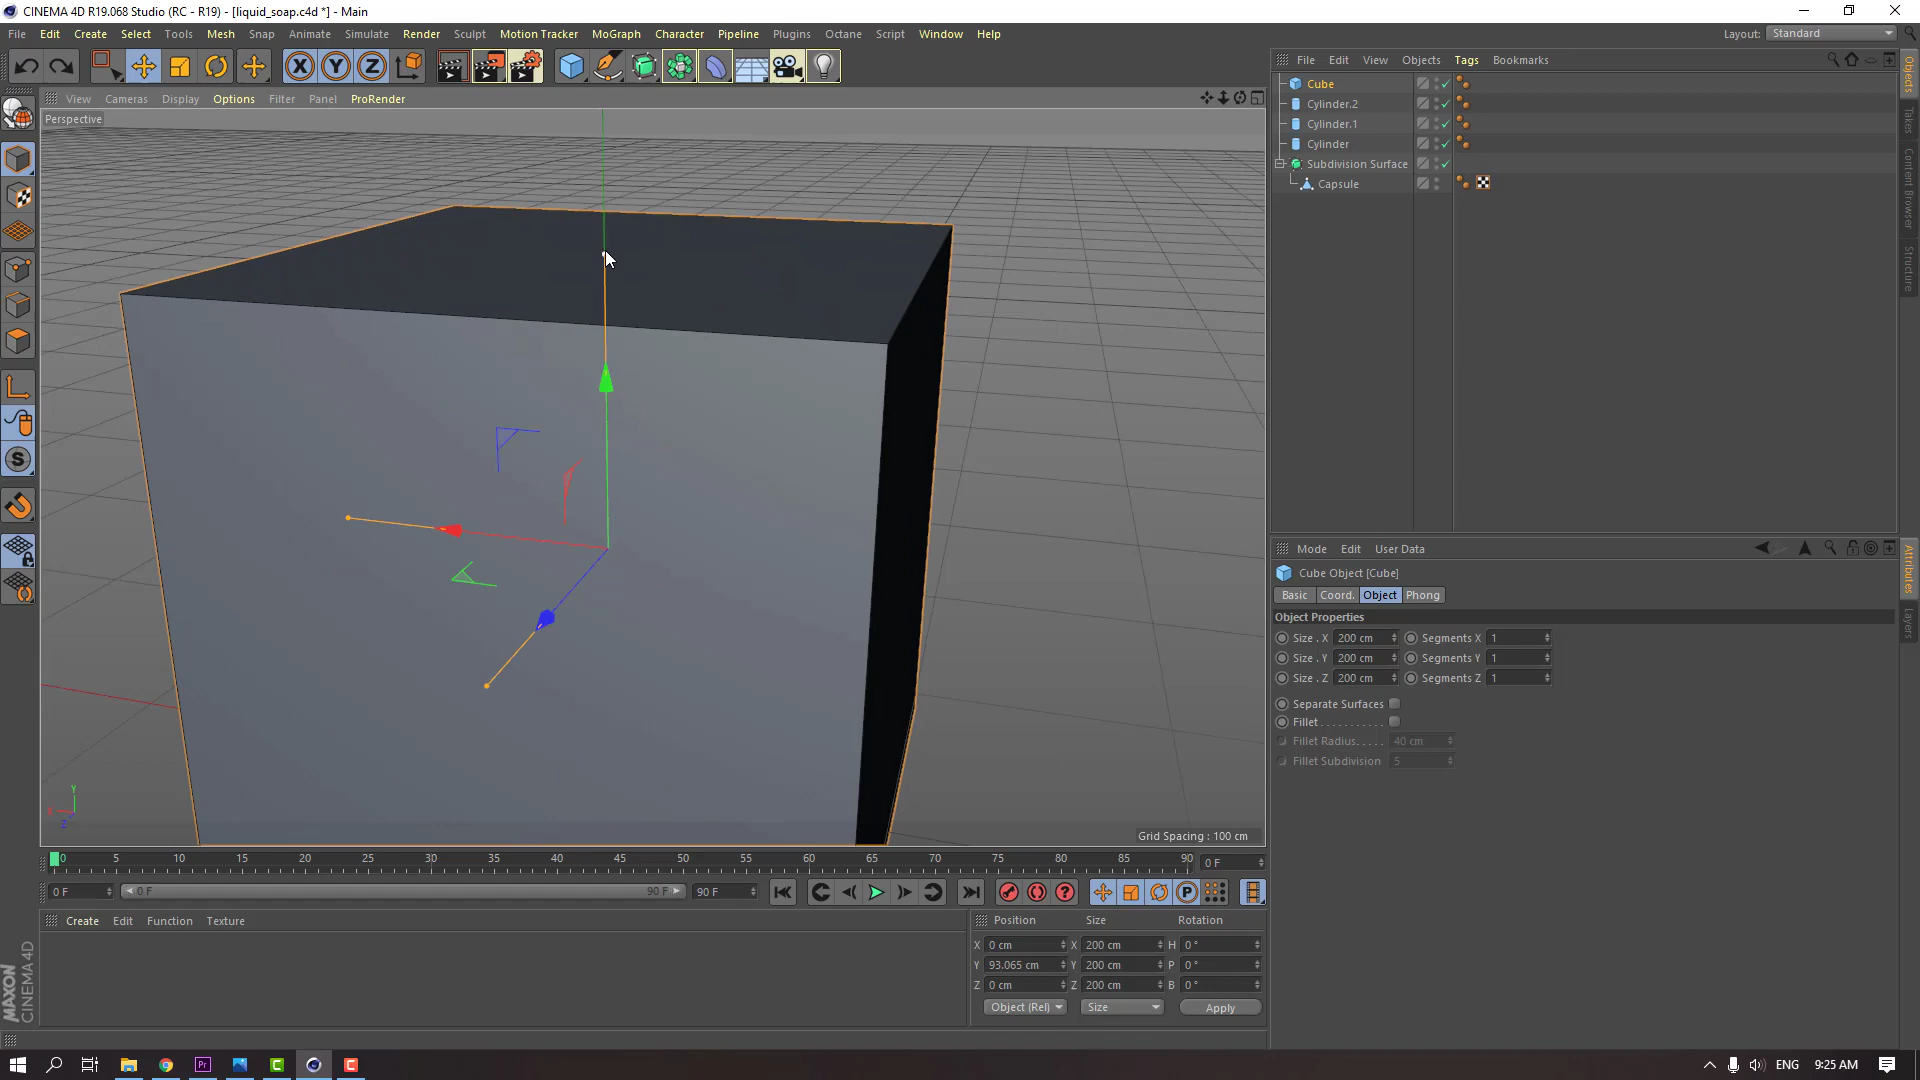 CINEMA 4D R19.068 Studio (RC - R19) - [liquid_soap.c4d *] - Main
File Edit Create Select Tools Mesh Snap Animate Simulate Render Sculpt Motion Tracker MoGraph Character Pipeline Plugins Octane Script Window Help
Layout: Standard
X Y Z
View Cameras Display Options Filter Panel ProRender
Perspective
Grid Spacing : 100 cm
Y
X
Z
S
File Edit View Objects Tags Bookmarks
Cube
Cylinder.2
Cylinder.1
Cylinder
Subdivision Surface
Capsule
Objects
Takes
Content Browser
Structure
Mode Edit User Data
Cube Object [Cube]
Basic Coord. Object Phong
Object Properties
Size . X 200 cm Segments X 1
Size . Y 200 cm Segments Y 1
Size . Z 200 cm Segments Z 1
Separate Surfaces
Fillet . . . . . . . . . . .
Fillet Radius. . . . . 40 cm
Fillet Subdivision 5
Attributes
Layers
0 5 10 15 20 25 30 35 40 45 50 55 60 65 70 75 80 85 90 0 F
0 F 0 F 90 F 90 F
Create Edit Function Texture
Position Size Rotation
X 0 cm X 200 cm H 0 °
Y 93.065 cm Y 200 cm P 0 °
Z 0 cm Z 200 cm B 0 °
Object (Rel) Size Apply
MAXON CINEMA 4D
ENG 9:25 AM